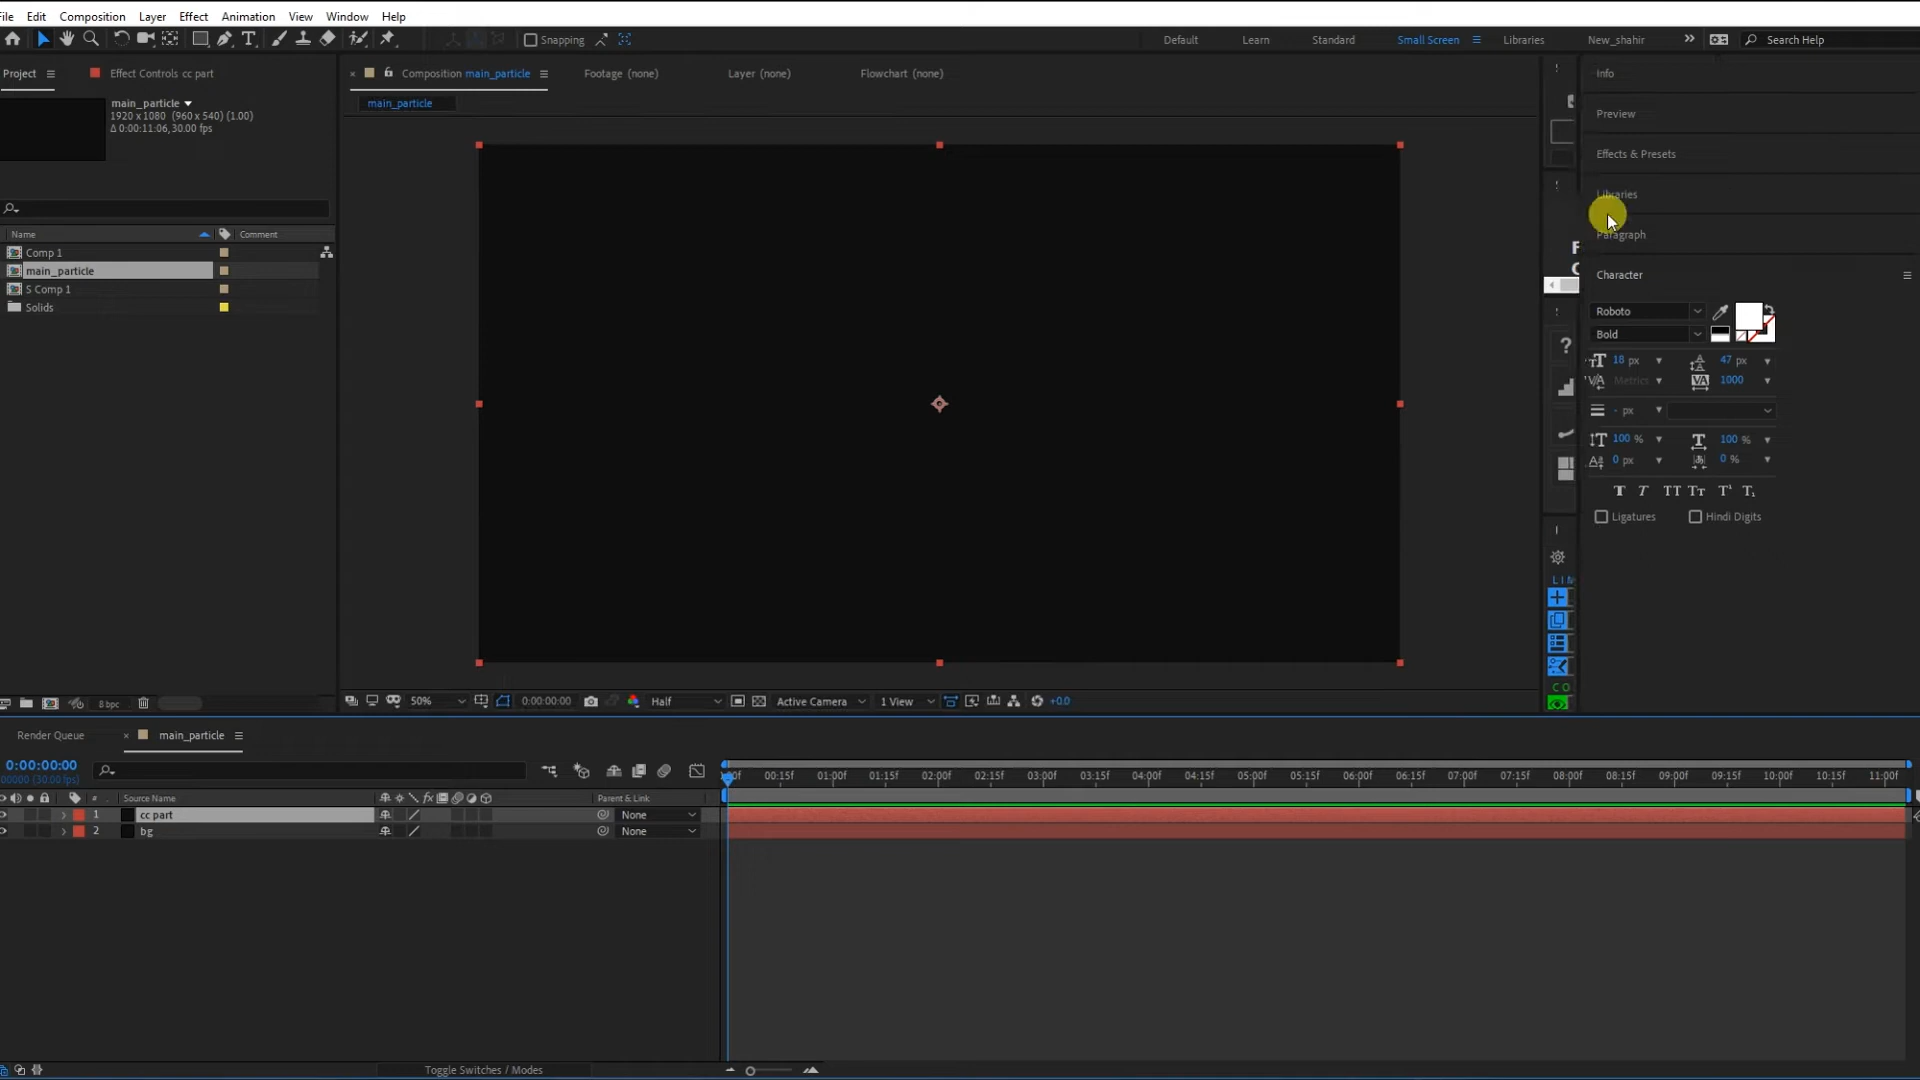 File Edit Composition Layer Effect Animation View Window Help
Snapping
Default Learn Standard Small Screen Libraries New_shahir Search Help
Project Effect Controls cc part
Composition main_particle Footage (none) Layer (none) Flowchart (none)
main_particle
main_particle
1920 x 1080 (960 x 540) (1.00)
Δ 0:00:11:06, 30.00 fps
Name Comment
Comp 1
main_particle
S Comp 1
Solids
Info
Preview
Effects & Presets
Libraries
Paragraph
Character
Roboto
Bold
18 px 47 px
Metrics 1000
- px
100 % 100 %
0 px 0 %
Ligatures Hindi Digits
8 bpc
50% 0:00:00:00 Half Active Camera 1 View +0.0
Render Queue main_particle
0:00:00:00
00000 (30.00 fps)
# Source Name Parent & Link
1 cc part None
2 bg None
00:15f 01:00f 01:15f 02:00f 02:15f 03:00f 03:15f 04:00f 04:15f 05:00f 05:15f 06:00f 06:15f 07:00f 07:15f 08:00f 08:15f 09:00f 09:15f 10:00f 10:15f 11:00f
Toggle Switches / Modes